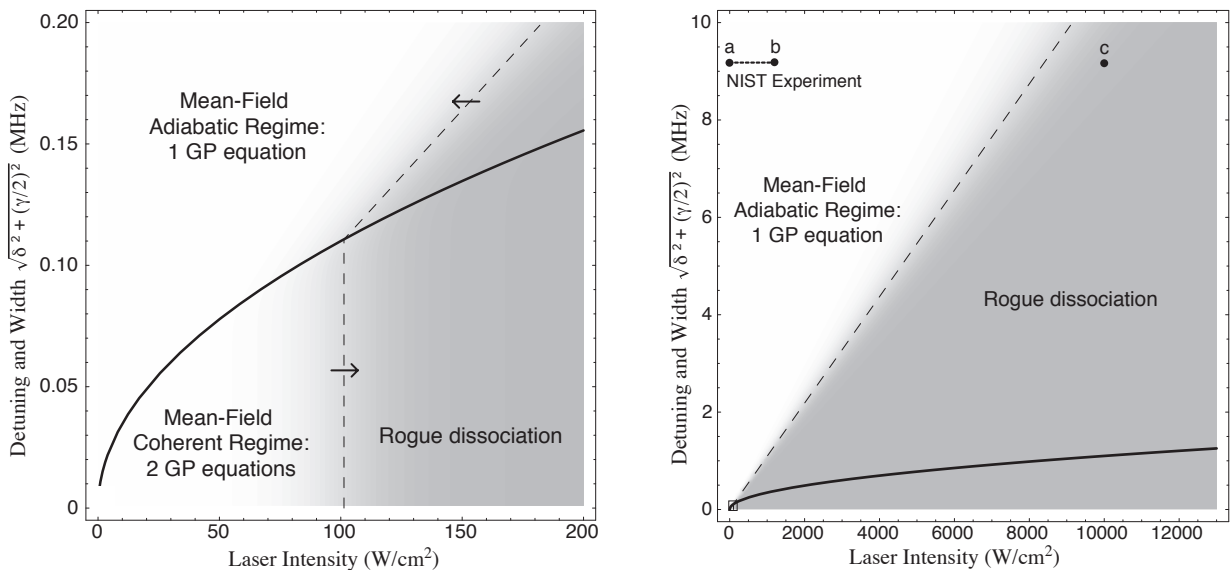 Detuning and Width √δ² + (γ/2)² (MHz)
0.20
0.15
0.10
0.05
0
Mean-Field
Adiabatic Regime:
1 GP equation
Mean-Field
Coherent Regime:
2 GP equations
Rogue dissociation
0 50 100 150 200
Laser Intensity (W/cm²)
Detuning and Width √δ² + (γ/2)² (MHz)
10
8
6
4
2
0
a b c
NIST Experiment
Mean-Field
Adiabatic Regime:
1 GP equation
Rogue dissociation
0 2000 4000 6000 8000 10000 12000
Laser Intensity (W/cm²)